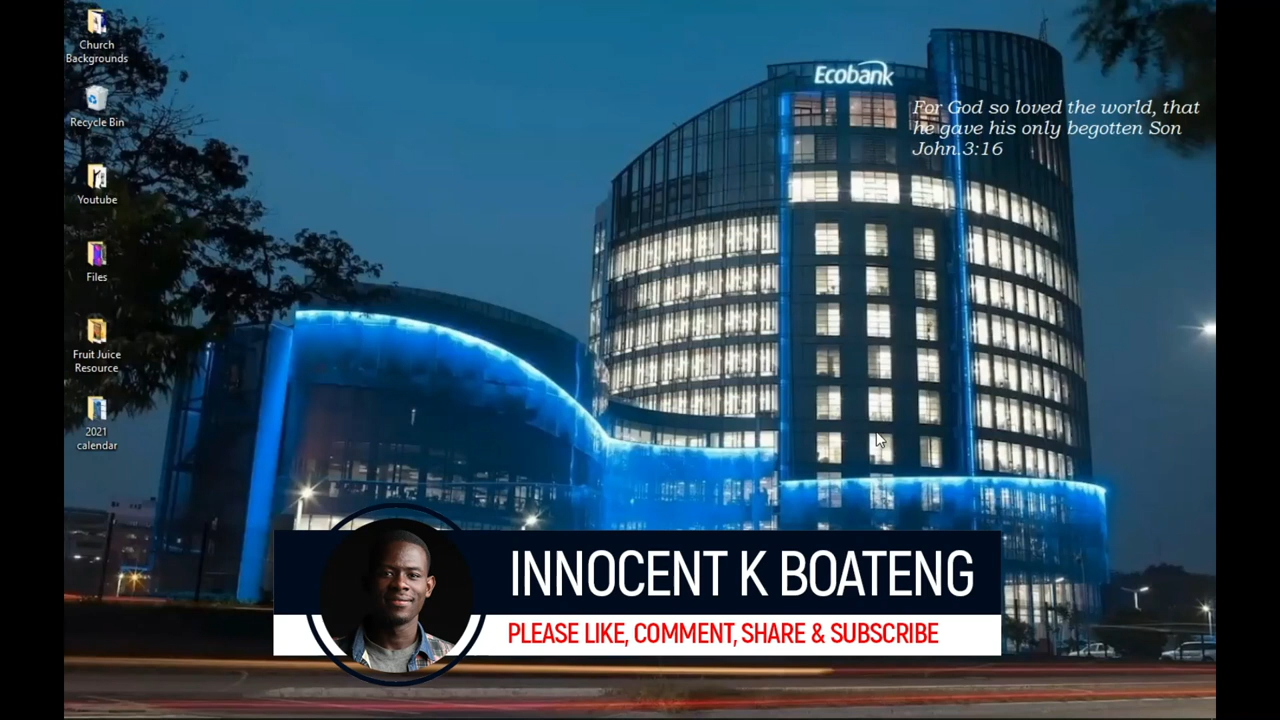 Church
Backgrounds
Recycle Bin
Youtube
Files
Fruit Juice
Resource
2021
calendar
Ecobank
For God so loved the world, that
he gave his only begotten Son
John.3:16
INNOCENT K BOATENG
PLEASE LIKE, COMMENT, SHARE & SUBSCRIBE